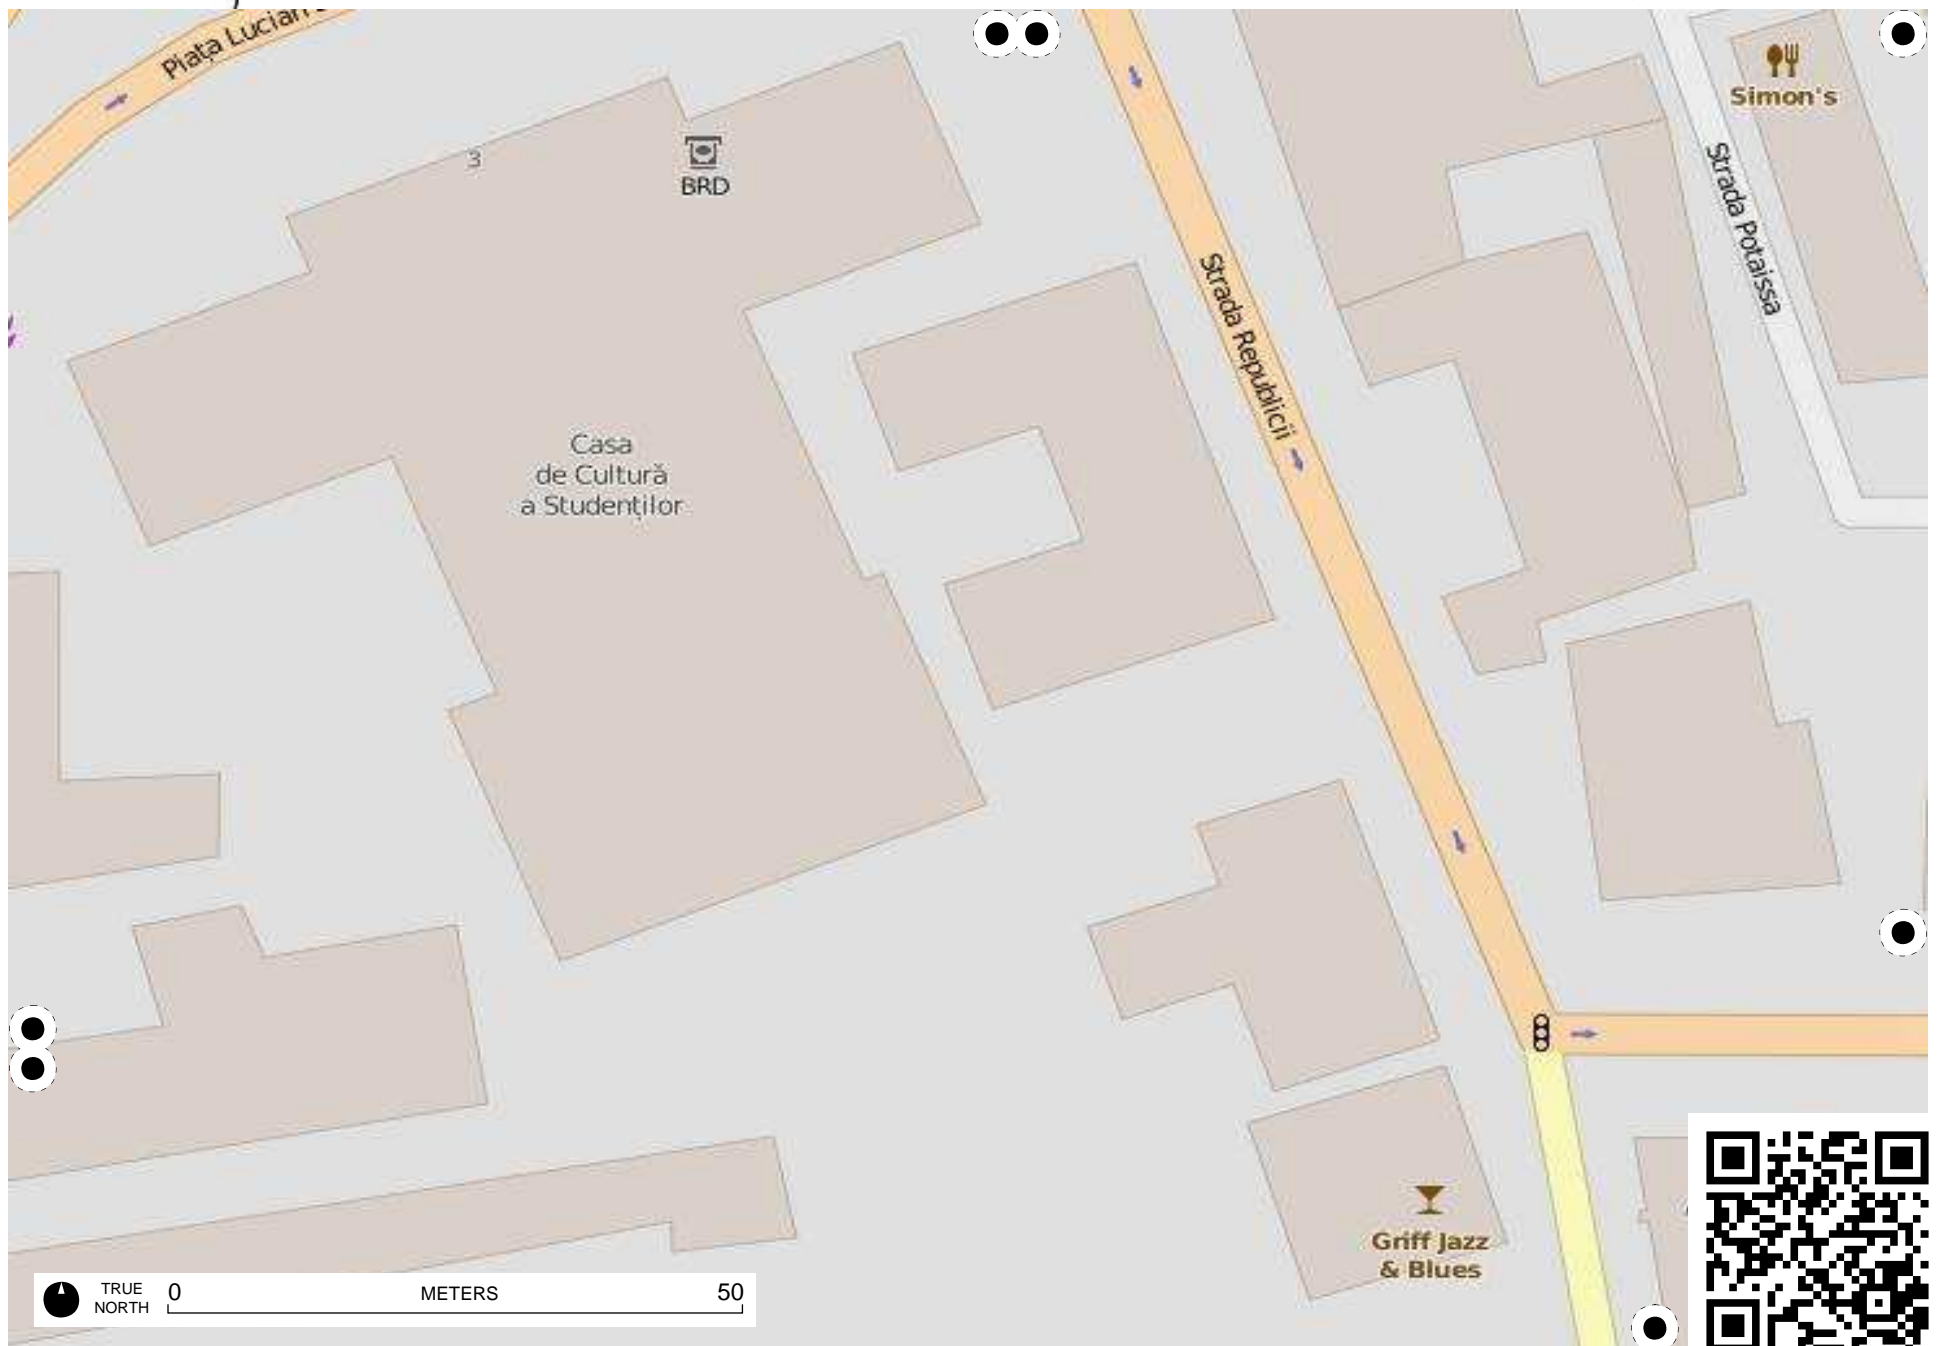 Piața Lucian
Simon's
3
BRD
Strada Potaissa
Strada Republicii
Casa
de Cultură
a Studenților
Griff Jazz
& Blues
TRUE
NORTH
0
METERS
50